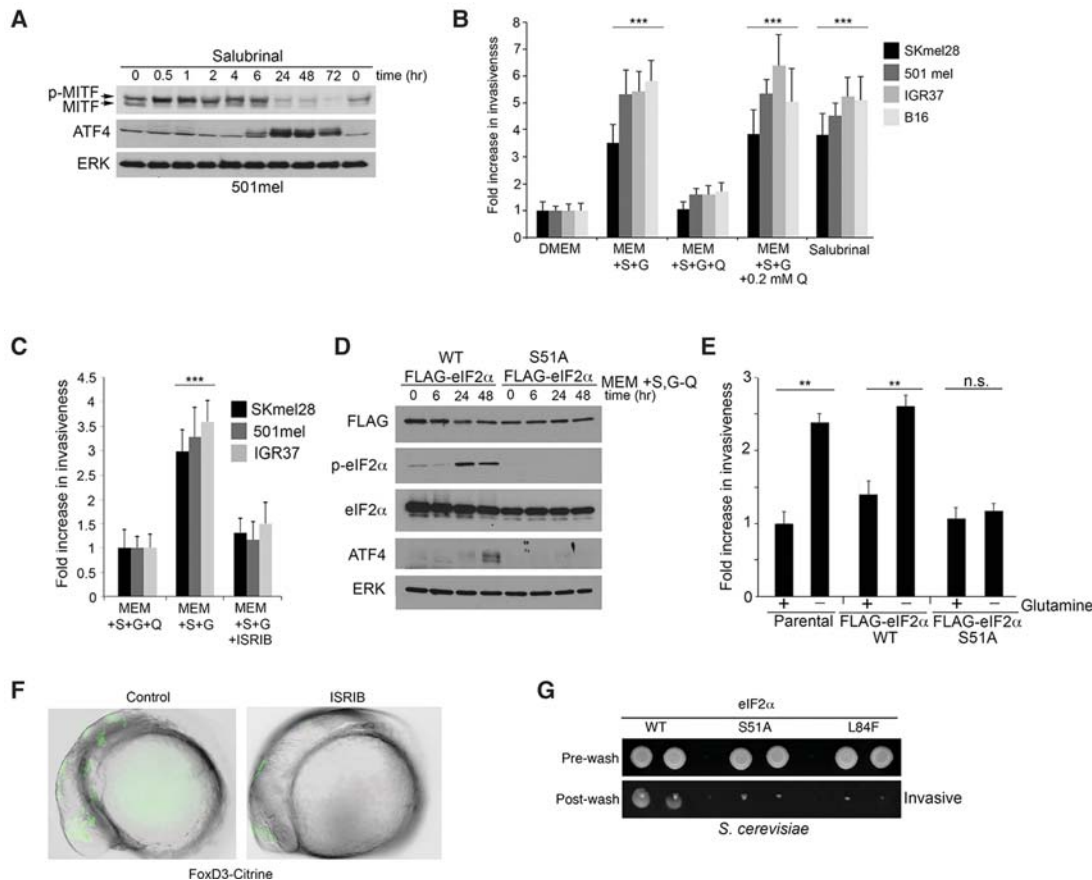 A
Salubrinal
0 0.5 1 2 4 6 24 48 72 0 time (hr)
p-MITF
MITF
ATF4
ERK
501mel
B
Fold increase in invasivensss
8
7
6
5
4
3
2
1
0
*** *** ***
SKmel28
501 mel
IGR37
B16
DMEM
MEM
+S+G
MEM
+S+G+Q
MEM
+S+G
+0.2 mM Q
Salubrinal
C
Fold increase in invasiveness
4.5
4
3.5
3
2.5
2
1.5
1
0.5
0
***
SKmel28
501mel
IGR37
MEM
+S+G+Q
MEM
+S+G
MEM
+S+G
+ISRIB
D
WT S51A
FLAG-eIF2α FLAG-eIF2α MEM +S,G-Q
0 6 24 48 0 6 24 48 time (hr)
FLAG
p-eIF2α
eIF2α
ATF4
ERK
E
Fold increase in invasiveness
3
2
1
0
** ** n.s.
+ − + − + − Glutamine
Parental
FLAG-eIF2α
WT
FLAG-eIF2α
S51A
F
Control ISRIB
FoxD3-Citrine
G
eIF2α
WT S51A L84F
Pre-wash
Post-wash Invasive
S. cerevisiae